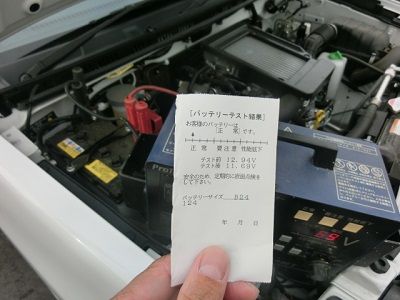 [バッテリーテスト結果]
お客様のバッテリーは
[正 常]です。
正 常 要注意 性能低下
テスト前 12.94V
テスト後 11.69V
安全のため、定期的に点検を
して下さい。
バッテリーサイズ B24
124
年 月 日
A
V